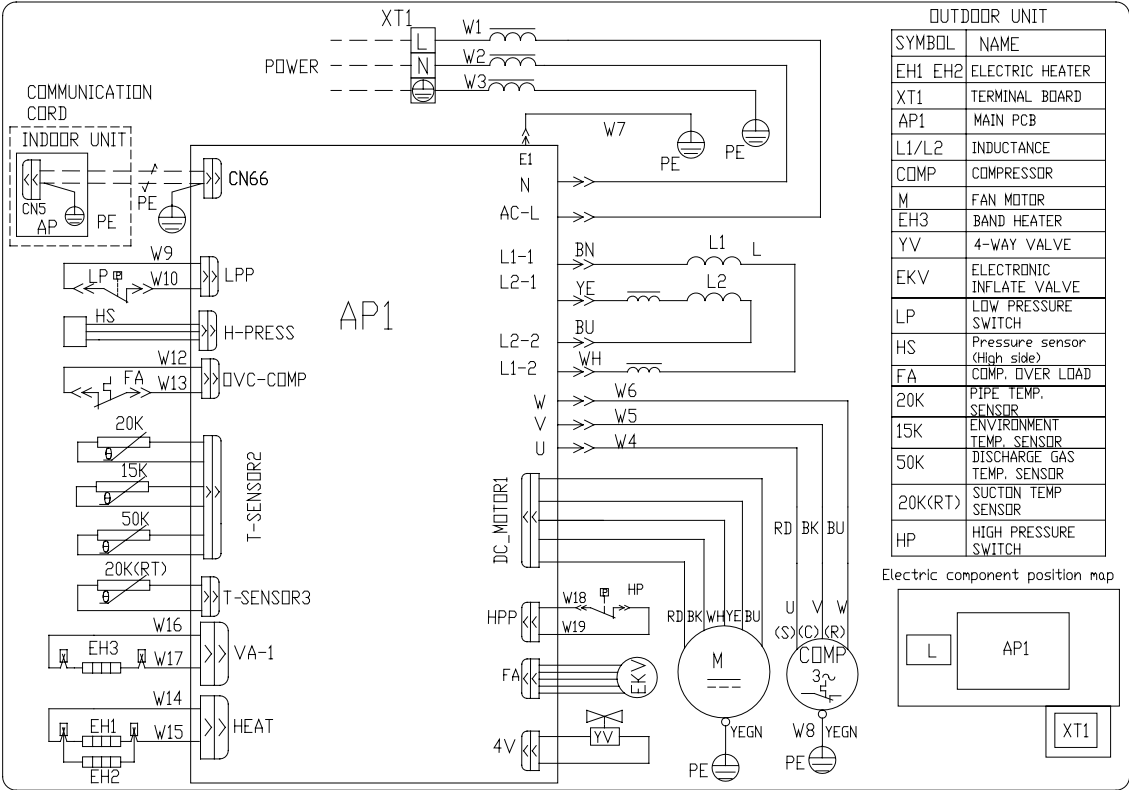 XT1
L
N
POWER
W1
W2
W3
W7
PE
PE
COMMUNICATION
CORD
INDOOR UNIT
CN5
AP
PE
PE
CN66
E1
N
AC-L
W9
LP P W10
LPP
HS
H-PRESS
W12
FA W13
OVC-COMP
20K
θ
15K
θ
50K
θ
T-SENSOR2
20K(RT)
θ
T-SENSOR3
W16
EH3 W17
VA-1
W14
EH1 W15
EH2
HEAT
AP1
L1-1
L2-1
L2-2
L1-2
BN
YE
BU
WH
L1 L
L2
W
V
U
W6
W5
W4
DC_MOTOR1
RD BK BU
HPP
W18 P HP
W19
FA
EKV
4V
YV
RD BK WH YE BU
M
YEGN
PE
U V W
(S) (C) (R)
COMP
3~
W8 YEGN
PE
OUTDOOR UNIT
SYMBOL NAME
EH1 EH2 ELECTRIC HEATER
XT1 TERMINAL BOARD
AP1 MAIN PCB
L1/L2 INDUCTANCE
COMP COMPRESSOR
M FAN MOTOR
EH3 BAND HEATER
YV 4-WAY VALVE
EKV ELECTRONIC
INFLATE VALVE
LP LOW PRESSURE
SWITCH
HS Pressure sensor
(High side)
FA COMP. OVER LOAD
20K PIPE TEMP.
SENSOR
15K ENVIRONMENT
TEMP. SENSOR
50K DISCHARGE GAS
TEMP. SENSOR
20K(RT) SUCTON TEMP
SENSOR
HP HIGH PRESSURE
SWITCH
Electric component position map
L
AP1
XT1